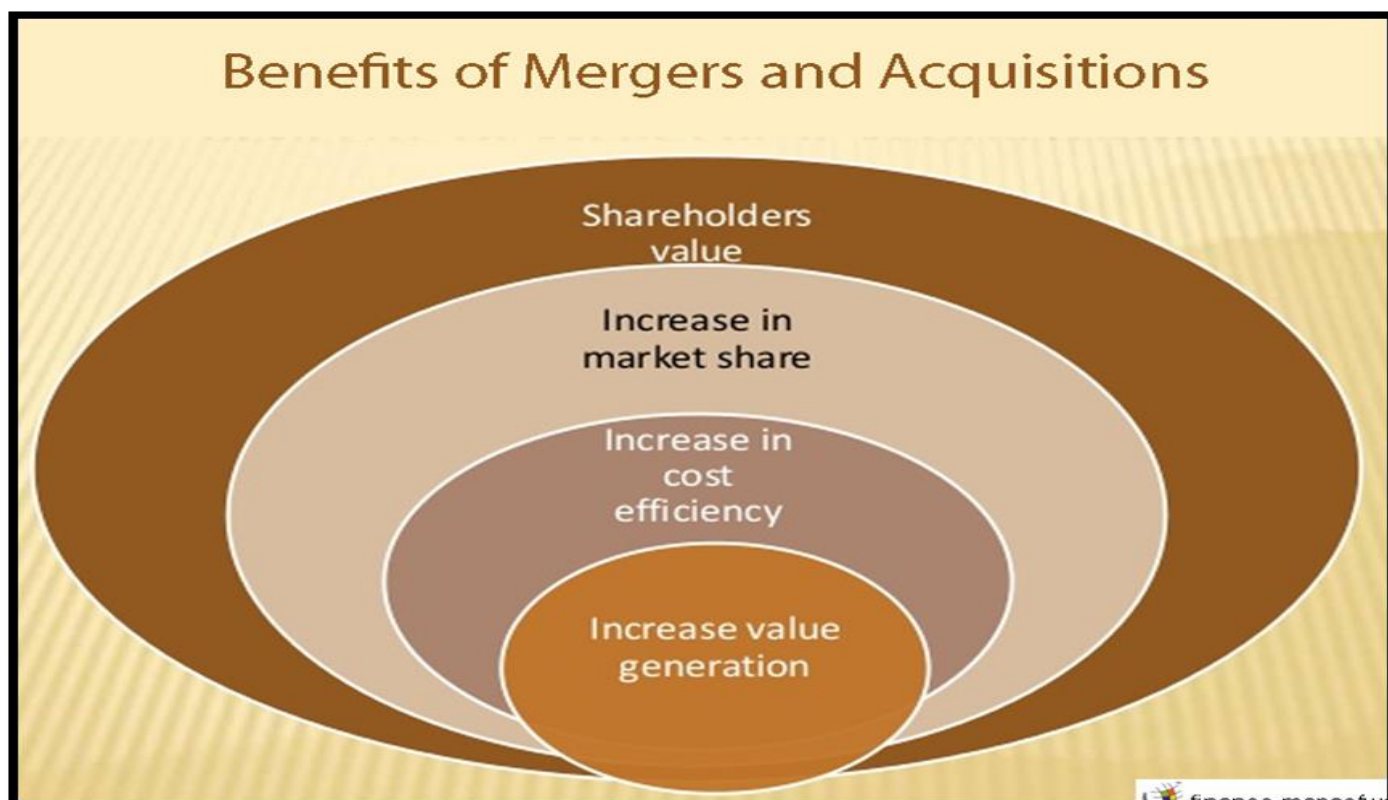 Benefits of Mergers and Acquisitions
Shareholders
value
Increase in
market share
Increase in
cost
efficiency
Increase value
generation